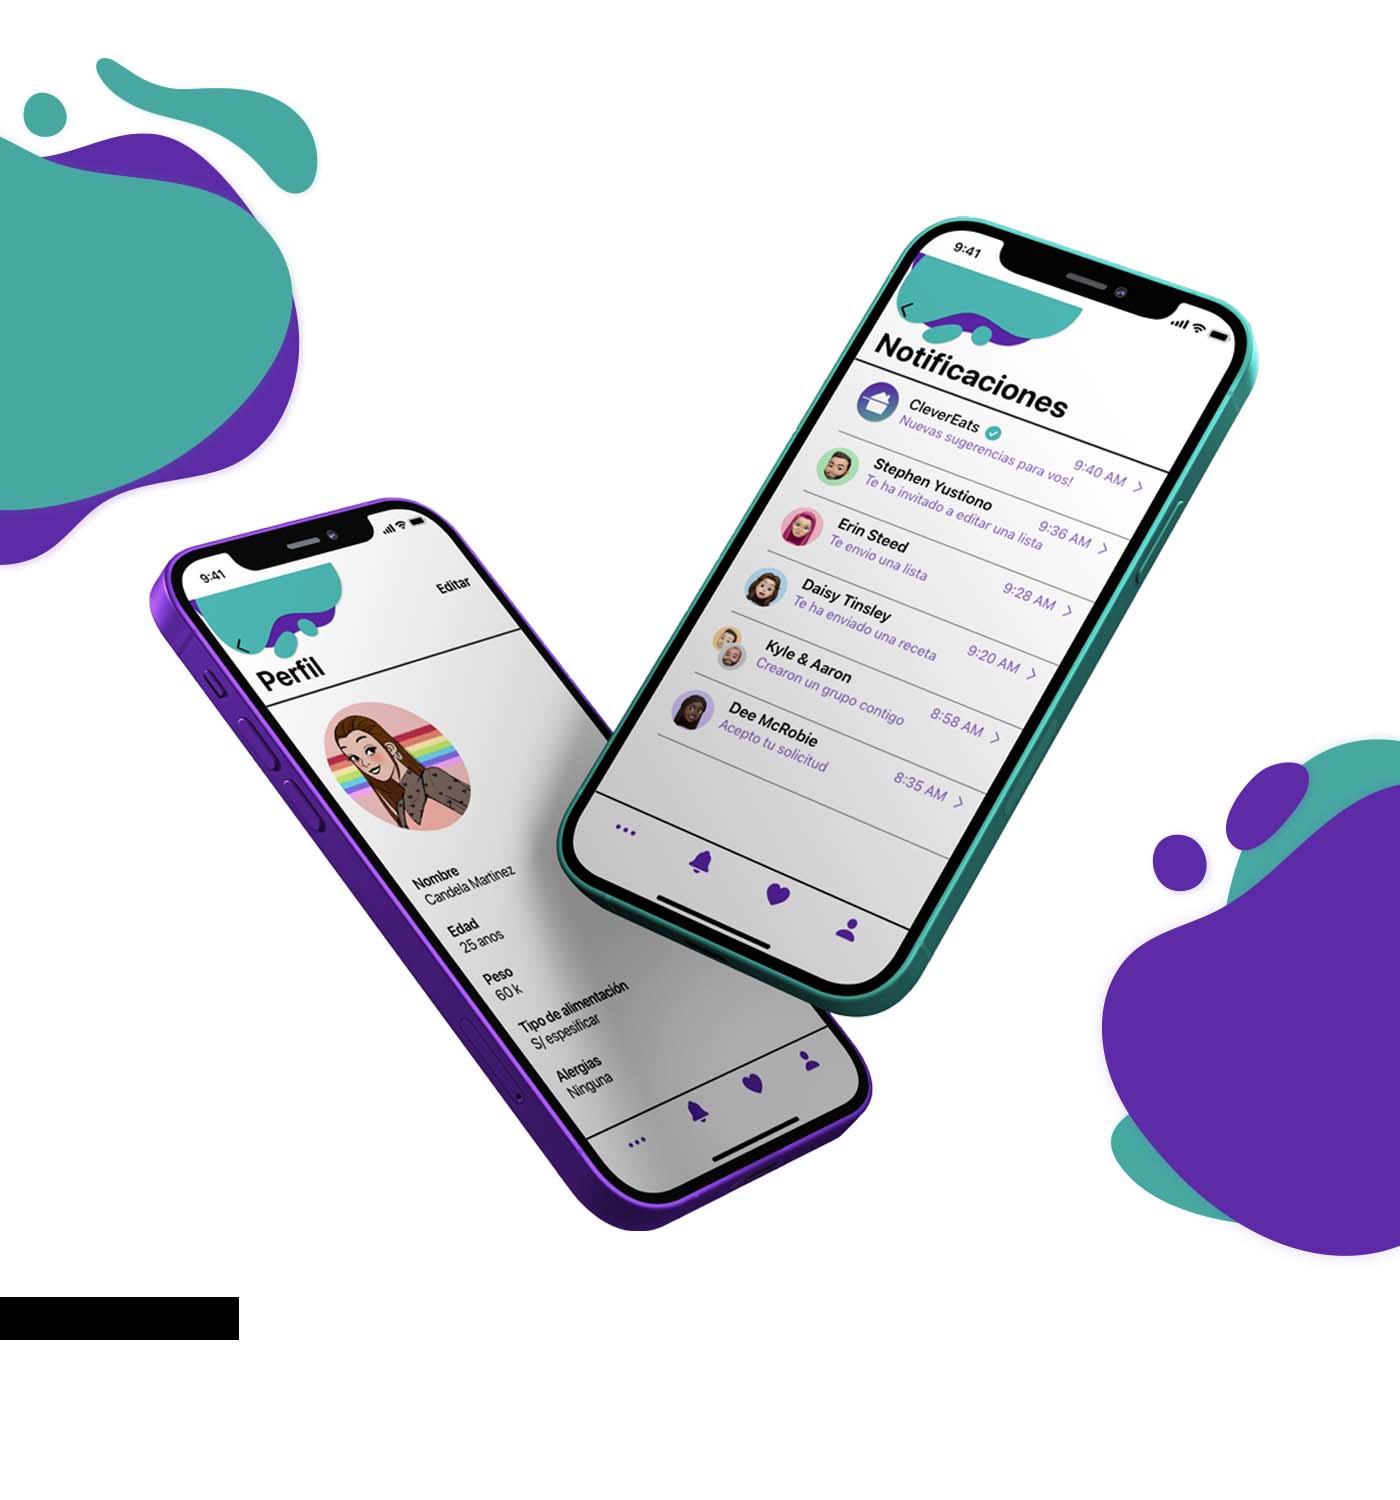 9:41
Notificaciones
CleverEats
Nuevas sugerencias para vos!
9:40 AM
Stephen Yustiono
Te ha invitado a editar una lista
9:36 AM
Erin Steed
Te envio una lista
9:28 AM
Daisy Tinsley
Te ha enviado una receta
9:20 AM
Kyle & Aaron
Crearon un grupo contigo
8:58 AM
Dee McRobie
Acepto tu solicitud
8:35 AM
9:41
Editar
Perfil
Nombre
Candela Martinez
Edad
25 anos
Peso
60 k
Tipo de alimentación
S/ espesificar
Alergias
Ninguna